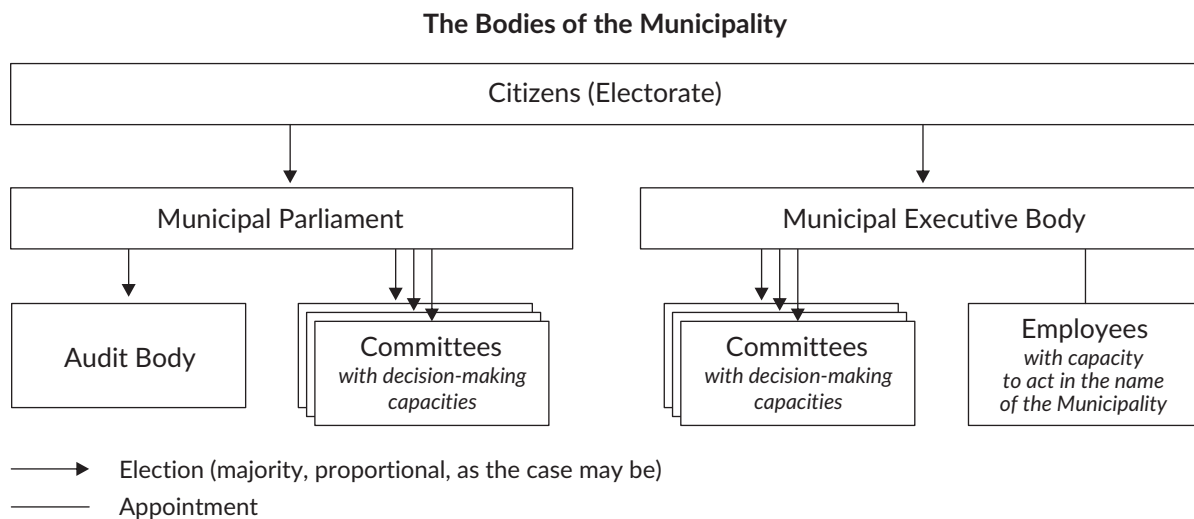 The Bodies of the Municipality
Citizens (Electorate)
Municipal Parliament
Municipal Executive Body
Audit Body
Committees
with decision-making
capacities
Committees
with decision-making
capacities
Employees
with capacity
to act in the name
of the Municipality
Election (majority, proportional, as the case may be)
Appointment